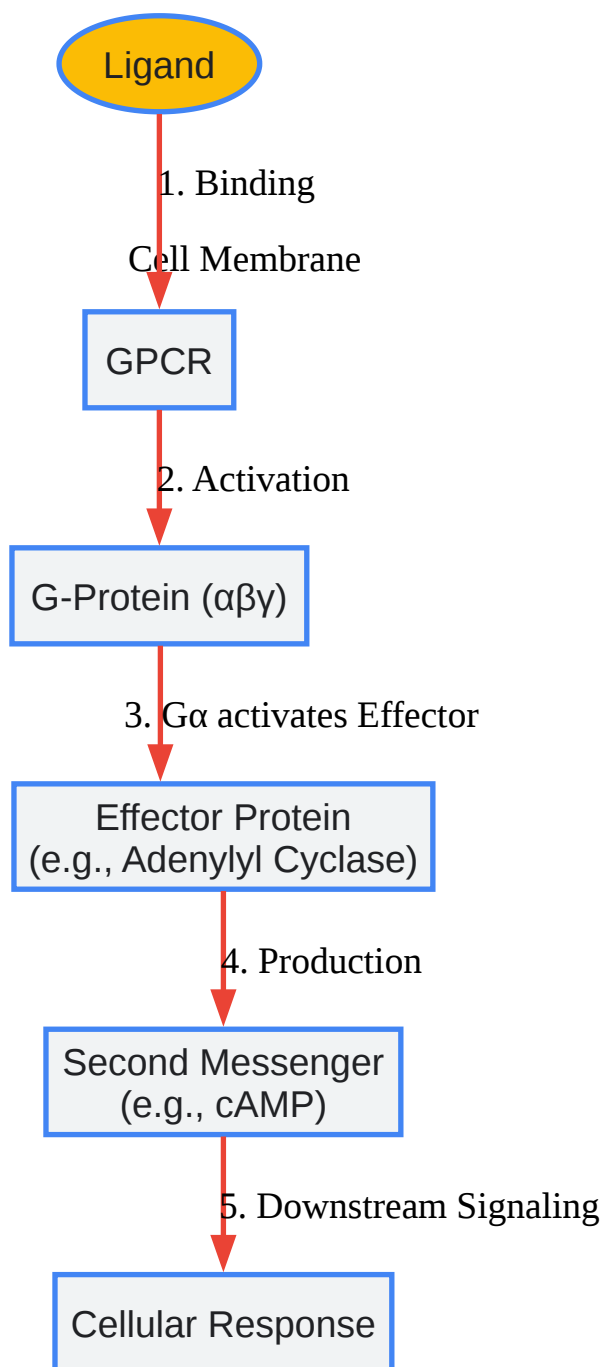 Ligand
1. Binding
Cell Membrane
GPCR
2. Activation
G-Protein (αβγ)
3. Gα activates Effector
Effector Protein
(e.g., Adenylyl Cyclase)
4. Production
Second Messenger
(e.g., cAMP)
5. Downstream Signaling
Cellular Response